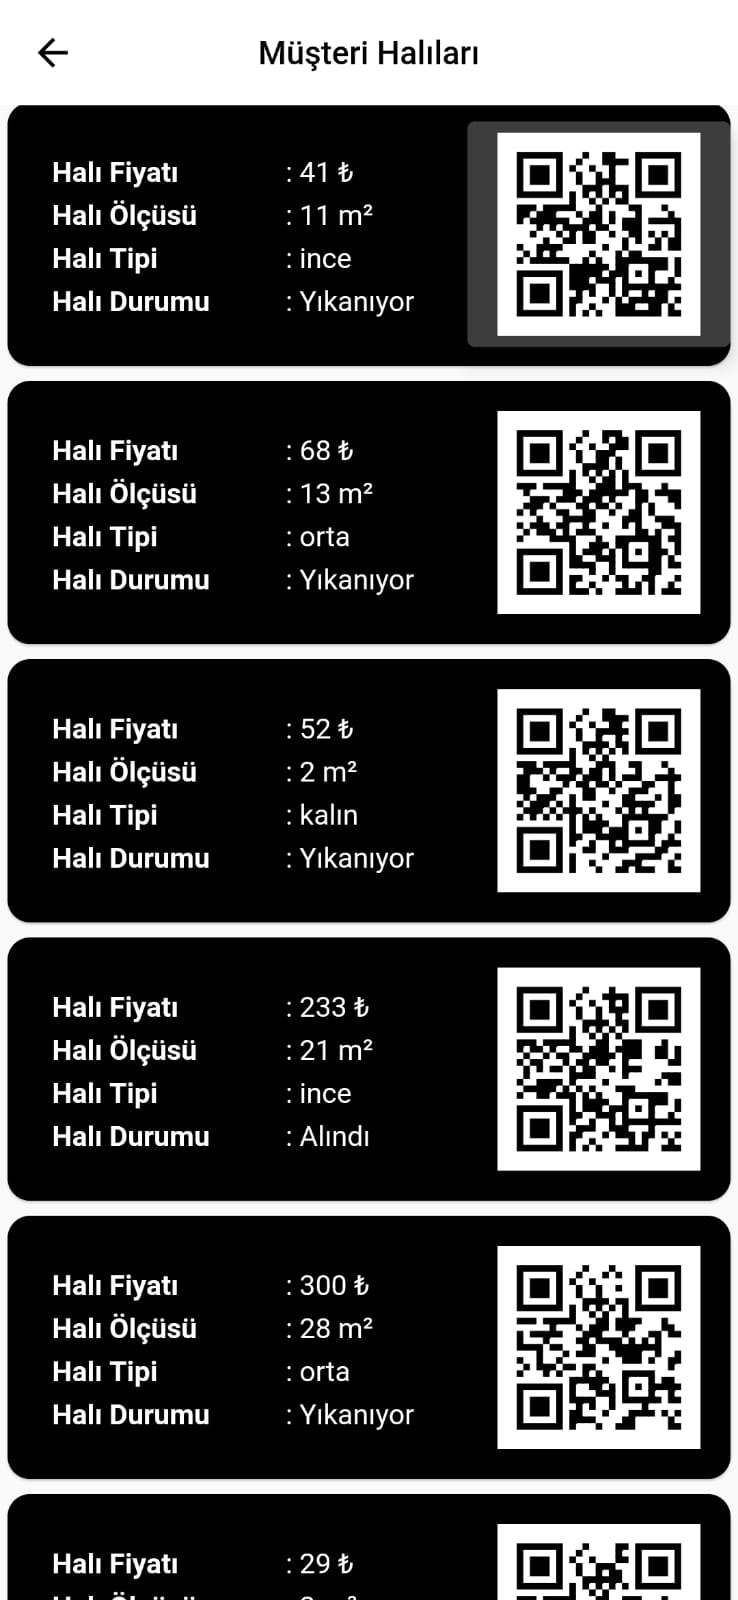 Müşteri Halıları
Halı Fiyatı : 41 ₺
Halı Ölçüsü : 11 m²
Halı Tipi : ince
Halı Durumu : Yıkanıyor
Halı Fiyatı : 68 ₺
Halı Ölçüsü : 13 m²
Halı Tipi : orta
Halı Durumu : Yıkanıyor
Halı Fiyatı : 52 ₺
Halı Ölçüsü : 2 m²
Halı Tipi : kalın
Halı Durumu : Yıkanıyor
Halı Fiyatı : 233 ₺
Halı Ölçüsü : 21 m²
Halı Tipi : ince
Halı Durumu : Alındı
Halı Fiyatı : 300 ₺
Halı Ölçüsü : 28 m²
Halı Tipi : orta
Halı Durumu : Yıkanıyor
Halı Fiyatı : 29 ₺